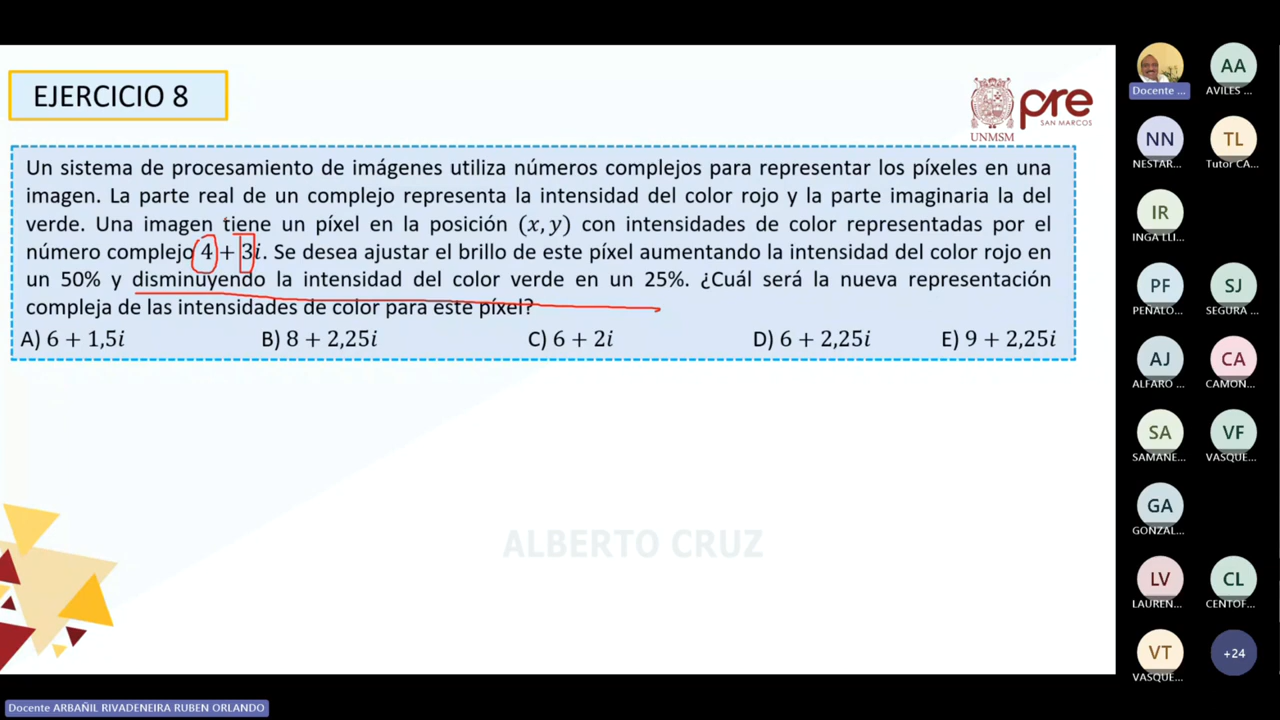 EJERCICIO 8
UNMSM
pre
SAN MARCOS
Un sistema de procesamiento de imágenes utiliza números complejos para representar los píxeles en una
imagen. La parte real de un complejo representa la intensidad del color rojo y la parte imaginaria la del
verde. Una imagen tiene un píxel en la posición (x, y) con intensidades de color representadas por el
número complejo 4 + 3i. Se desea ajustar el brillo de este píxel aumentando la intensidad del color rojo en
un 50% y disminuyendo la intensidad del color verde en un 25%. ¿Cuál será la nueva representación
compleja de las intensidades de color para este píxel?
A) 6 + 1,5i B) 8 + 2,25i C) 6 + 2i D) 6 + 2,25i E) 9 + 2,25i
ALBERTO CRUZ
Docente ...
AA
AVILES ...
NN
NESTAR...
TL
Tutor CA...
IR
INGA LLI...
PF
PEÑALO...
SJ
SEGURA ...
AJ
ALFARO ...
CA
CAMON...
SA
SAMANE...
VF
VASQUE...
GA
GONZAL...
LV
LAUREN...
CL
CENTOF...
VT
VASQUE...
+24
Docente ARBAÑIL RIVADENEIRA RUBEN ORLANDO